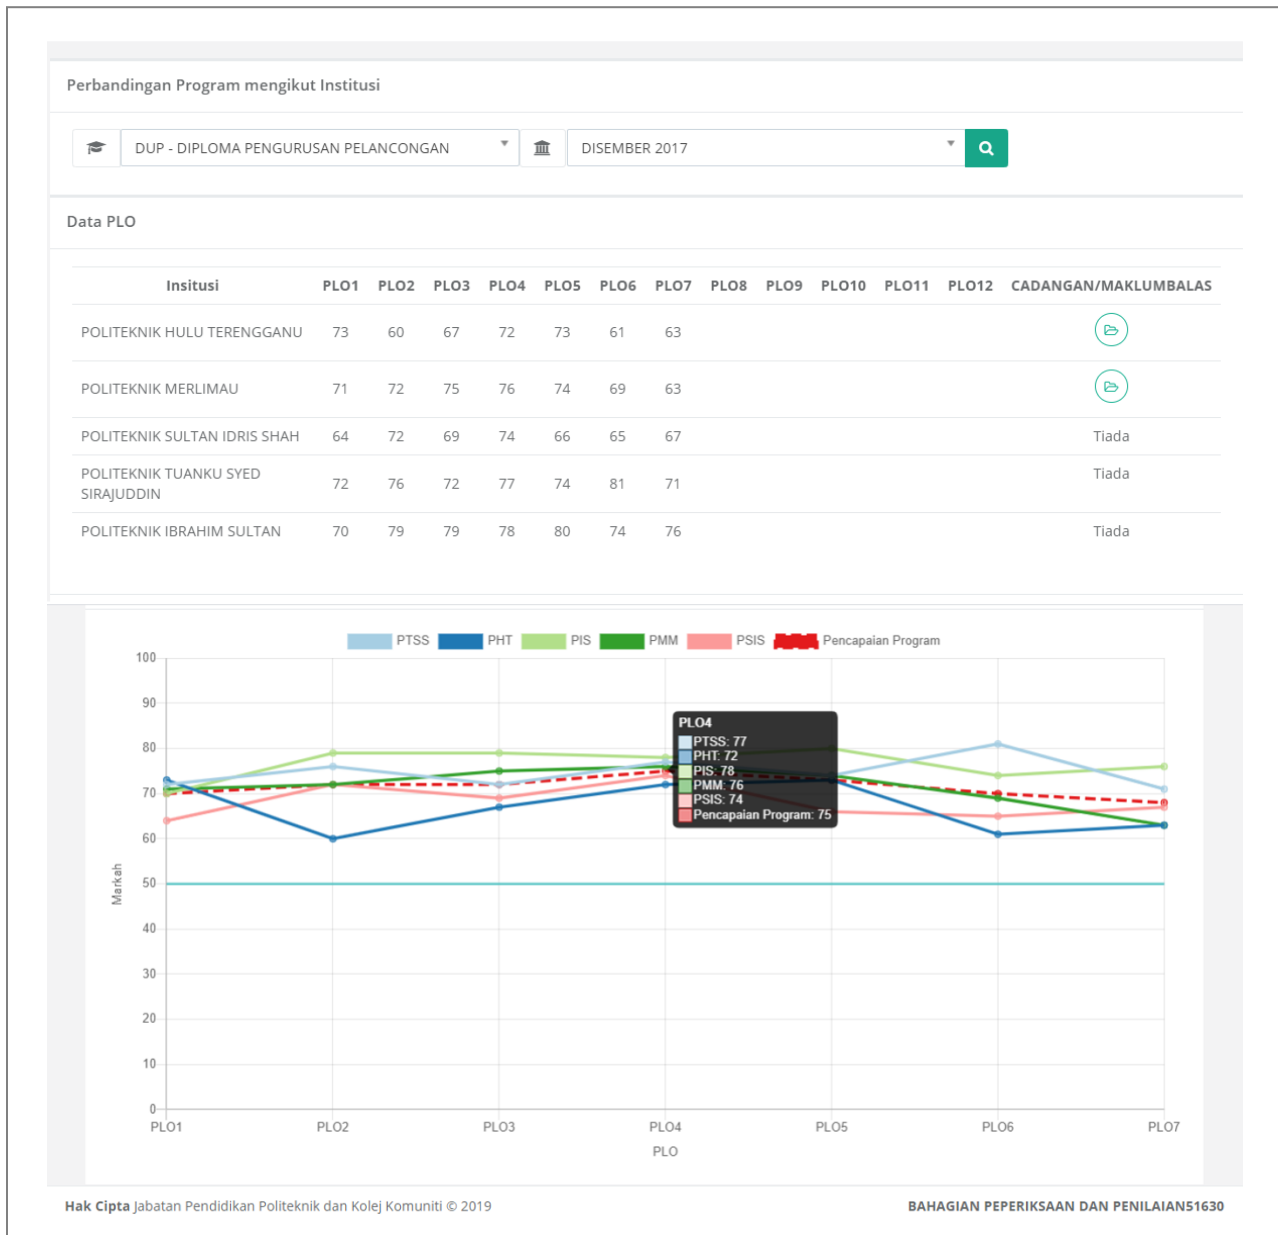 Perbandingan Program mengikut Institusi
DUP - DIPLOMA PENGURUSAN PELANCONGAN DISEMBER 2017
Data PLO
Insitusi PLO1 PLO2 PLO3 PLO4 PLO5 PLO6 PLO7 PLO8 PLO9 PLO10 PLO11 PLO12 CADANGAN/MAKLUMBALAS
POLITEKNIK HULU TERENGGANU 73 60 67 72 73 61 63
POLITEKNIK MERLIMAU 71 72 75 76 74 69 63
POLITEKNIK SULTAN IDRIS SHAH 64 72 69 74 66 65 67 Tiada
POLITEKNIK TUANKU SYED
SIRAJUDDIN 72 76 72 77 74 81 71 Tiada
POLITEKNIK IBRAHIM SULTAN 70 79 79 78 80 74 76 Tiada
PTSS PHT PIS PMM PSIS Pencapaian Program
100
90
80
70
60
50
40
30
20
10
0
Markah
PLO4
PTSS: 77
PHT: 72
PIS: 78
PMM: 76
PSIS: 74
Pencapaian Program: 75
PLO1 PLO2 PLO3 PLO4 PLO5 PLO6 PLO7
PLO
Hak Cipta Jabatan Pendidikan Politeknik dan Kolej Komuniti © 2019 BAHAGIAN PEPERIKSAAN DAN PENILAIAN51630